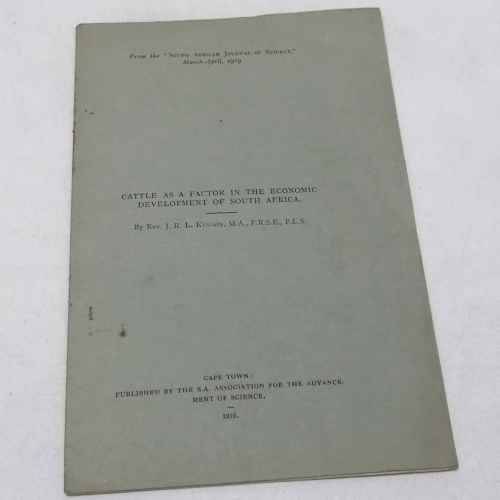 From the "South African Journal of Science,"
March-April, 1919
CATTLE AS A FACTOR IN THE ECONOMIC
DEVELOPMENT OF SOUTH AFRICA.
By Rev. J. R. L. M.A., F.R.S.E., F.L.S.
CAPE TOWN:
PUBLISHED BY THE S.A. ASSOCIATION FOR THE ADVANCE-
MENT OF SCIENCE.